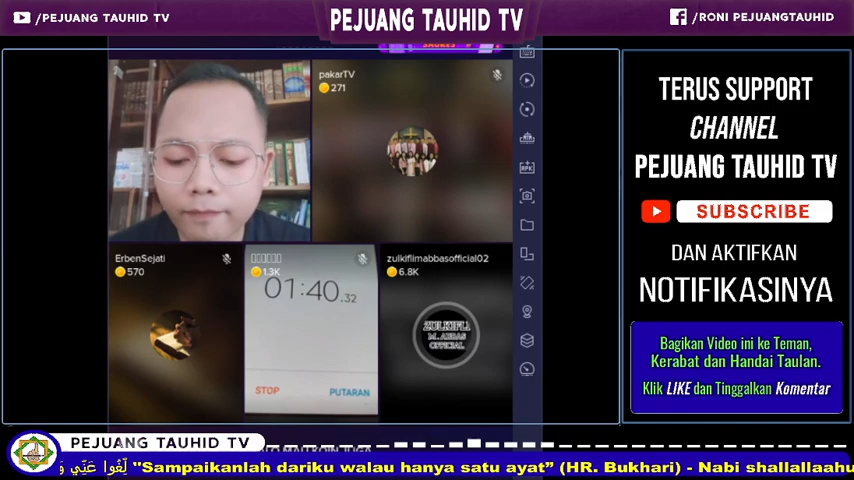 /PEJUANG TAUHID TV
PEJUANG TAUHID TV
/RONI PEJUANGTAUHID
pakarTV
271
ErbenSejati
570
1.3K
zulkiflimabbasofficial02
6.8K
01:40.32
STOP
PUTARAN
ZULKIFLI
M. ABBAS
OFFICIAL
TERUS SUPPORT
CHANNEL
PEJUANG TAUHID TV
SUBSCRIBE
DAN AKTIFKAN
NOTIFIKASINYA
Bagikan Video ini ke Teman,
Kerabat dan Handai Taulan.
Klik LIKE dan Tinggalkan Komentar
PEJUANG TAUHID TV
لِّغُوا عَنِّي وَ "Sampaikanlah dariku walau hanya satu ayat” (HR. Bukhari) - Nabi shallallaahu